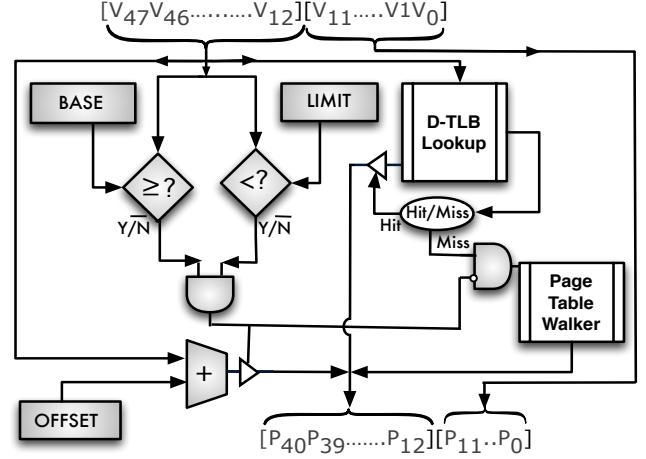 [V47V46................V12][V11.....V1V0]
BASE
LIMIT
D-TLB
Lookup
≥?
<?
Hit/Miss
Y/N̅
Y/N̅
Hit
Miss
Page
Table
Walker
+
OFFSET
[P40P39.......P12][P11..P0]